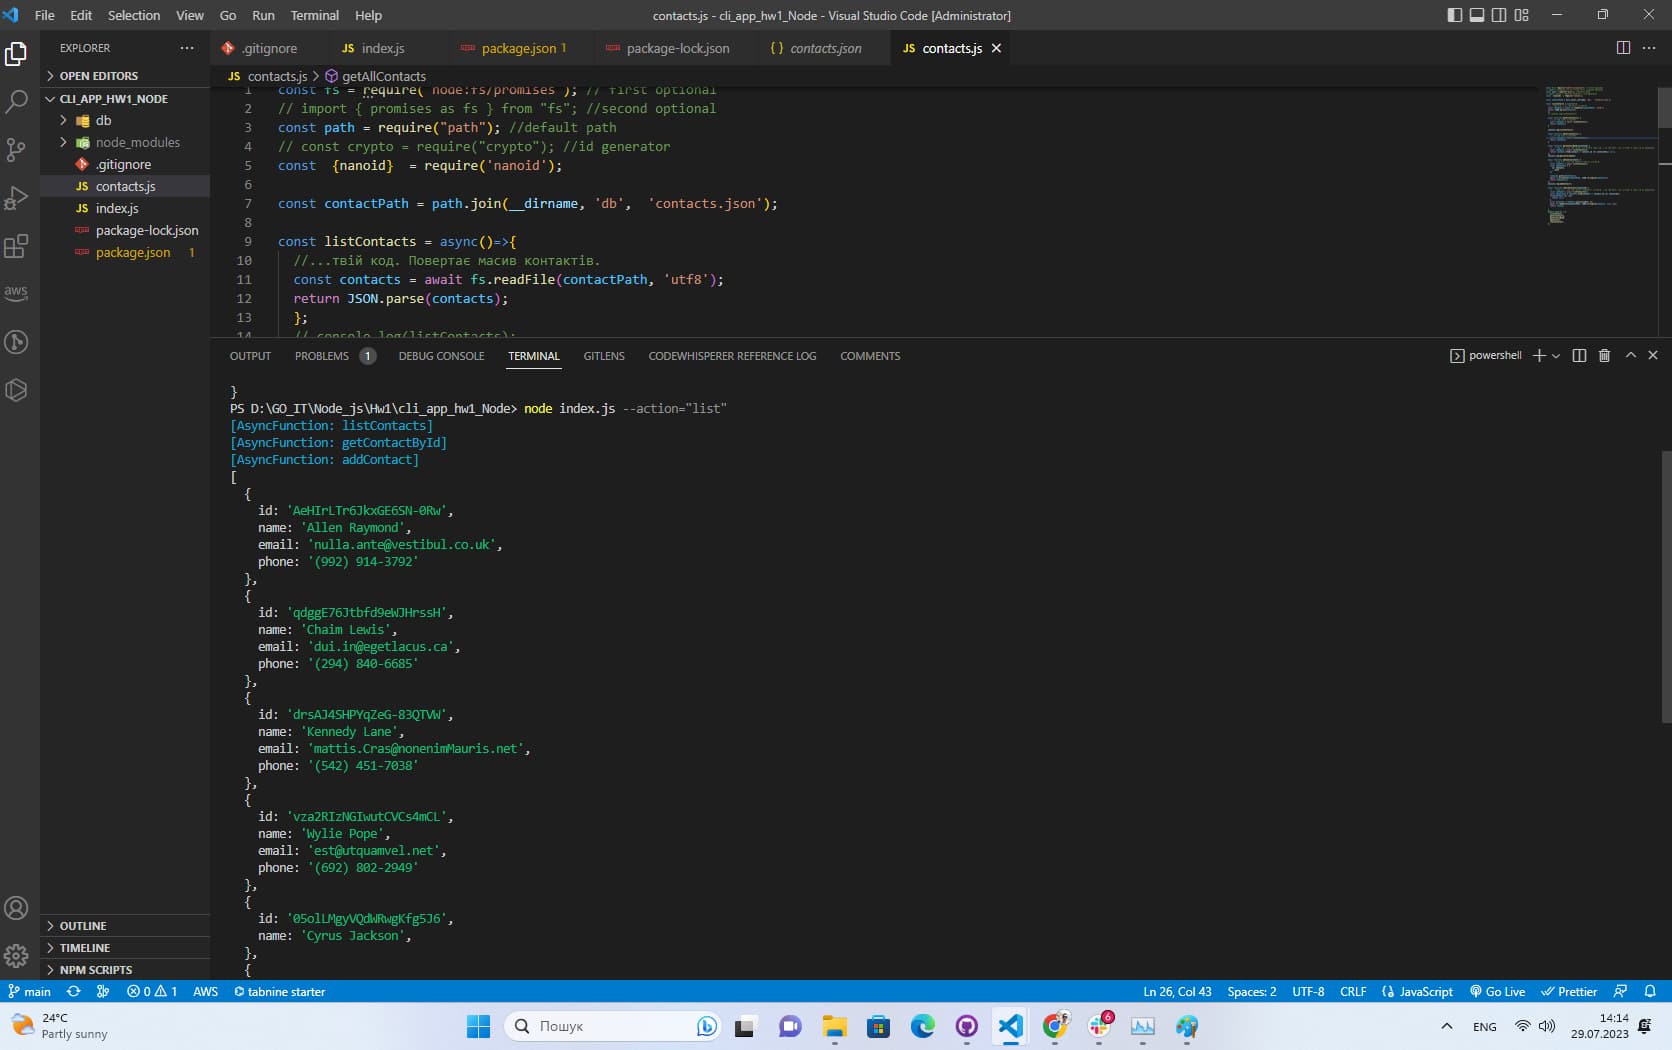 File Edit Selection View Go Run Terminal Help
contacts.js - cli_app_hw1_Node - Visual Studio Code [Administrator]
EXPLORER
.gitignore
JS index.js
package.json 1
package-lock.json
{} contacts.json
JS contacts.js
OPEN EDITORS
CLI_APP_HW1_NODE
db
node_modules
.gitignore
JS contacts.js
JS index.js
package-lock.json
package.json 1
JS contacts.js > getAllContacts
1 const fs = require('node:fs/promises'); // first optional
2 // import { promises as fs } from "fs"; //second optional
3 const path = require("path"); //default path
4 // const crypto = require("crypto"); //id generator
5 const {nanoid} = require('nanoid');
6
7 const contactPath = path.join(__dirname, 'db', 'contacts.json');
8
9 const listContacts = async()=>{
10 //...твій код. Повертає масив контактів.
11 const contacts = await fs.readFile(contactPath, 'utf8');
12 return JSON.parse(contacts);
13 };
14 // console.log(listContacts);
OUTPUT PROBLEMS 1 DEBUG CONSOLE TERMINAL GITLENS CODEWHISPERER REFERENCE LOG COMMENTS
powershell
}
PS D:\GO_IT\Node_js\Hw1\cli_app_hw1_Node> node index.js --action="list"
[AsyncFunction: listContacts]
[AsyncFunction: getContactById]
[AsyncFunction: addContact]
[
{
id: 'AeHIrLTr6JkxGE6SN-0Rw',
name: 'Allen Raymond',
email: 'nulla.ante@vestibul.co.uk',
phone: '(992) 914-3792'
},
{
id: 'qdggE76Jtbfd9eWJHrssH',
name: 'Chaim Lewis',
email: 'dui.in@egetlacus.ca',
phone: '(294) 840-6685'
},
{
id: 'drsAJ4SHPYqZeG-83QTVW',
name: 'Kennedy Lane',
email: 'mattis.Cras@nonenimMauris.net',
phone: '(542) 451-7038'
},
{
id: 'vza2RIzNGIwutCVCs4mCL',
name: 'Wylie Pope',
email: 'est@utquamvel.net',
phone: '(692) 802-2949'
},
{
id: '05olLMgyVQdWRwgKfg5J6',
name: 'Cyrus Jackson',
},
{
aws
OUTLINE
TIMELINE
NPM SCRIPTS
main 0 1 AWS tabnine starter
Ln 26, Col 43 Spaces: 2 UTF-8 CRLF JavaScript Go Live Prettier
24°C
Partly sunny
Пошук
6
ENG
14:14
29.07.2023